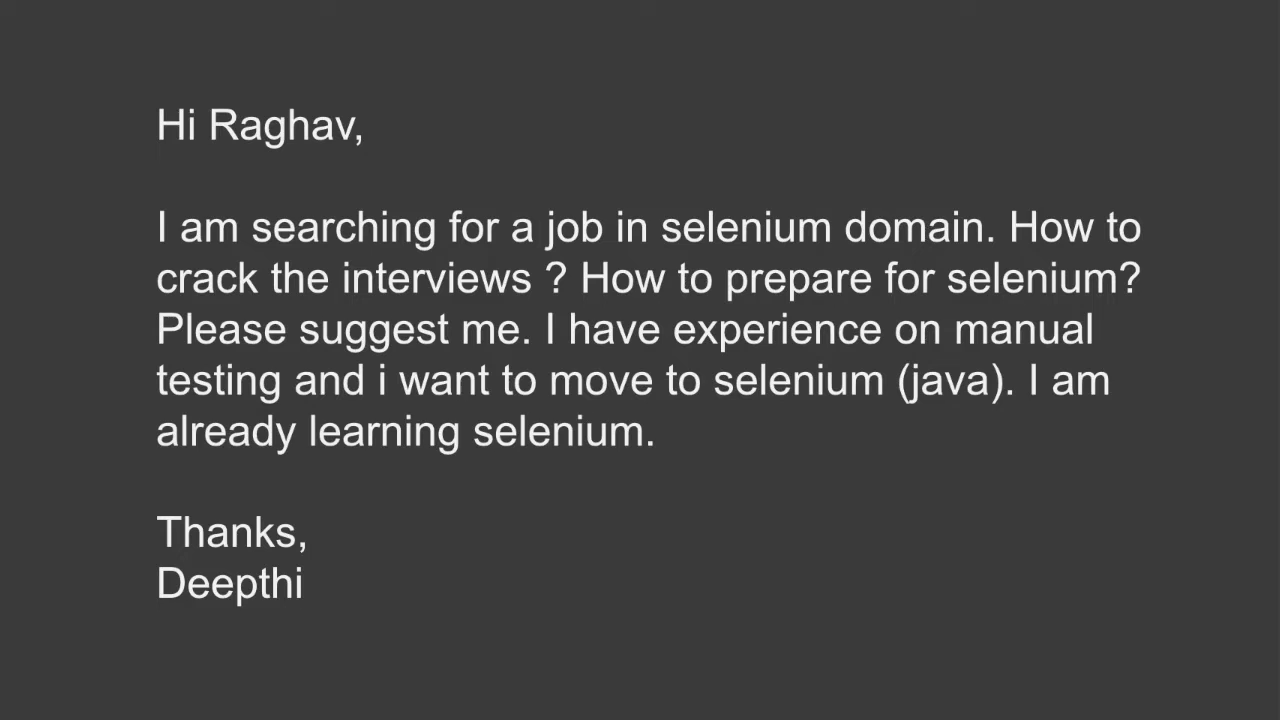 Hi Raghav,
I am searching for a job in selenium domain. How to
crack the interviews ? How to prepare for selenium?
Please suggest me. I have experience on manual
testing and i want to move to selenium (java). I am
already learning selenium.
Thanks,
Deepthi